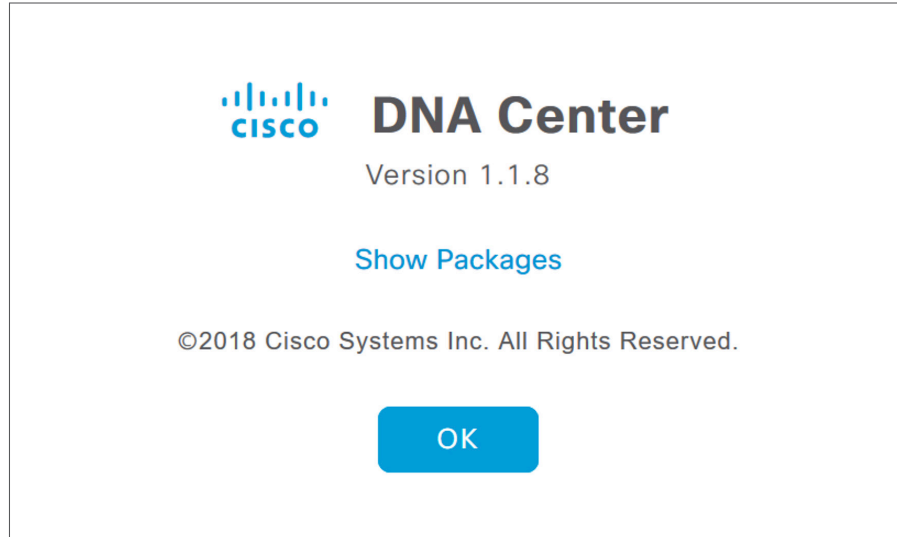 CISCO DNA Center
Version 1.1.8
Show Packages
©2018 Cisco Systems Inc. All Rights Reserved.
OK